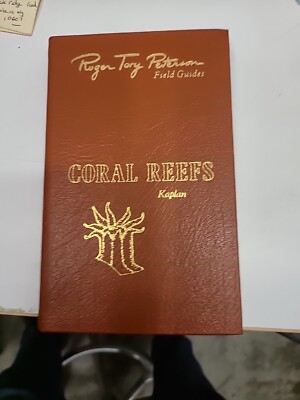 Roger Tory Peterson
Field Guides
CORAL REEFS
Kaplan